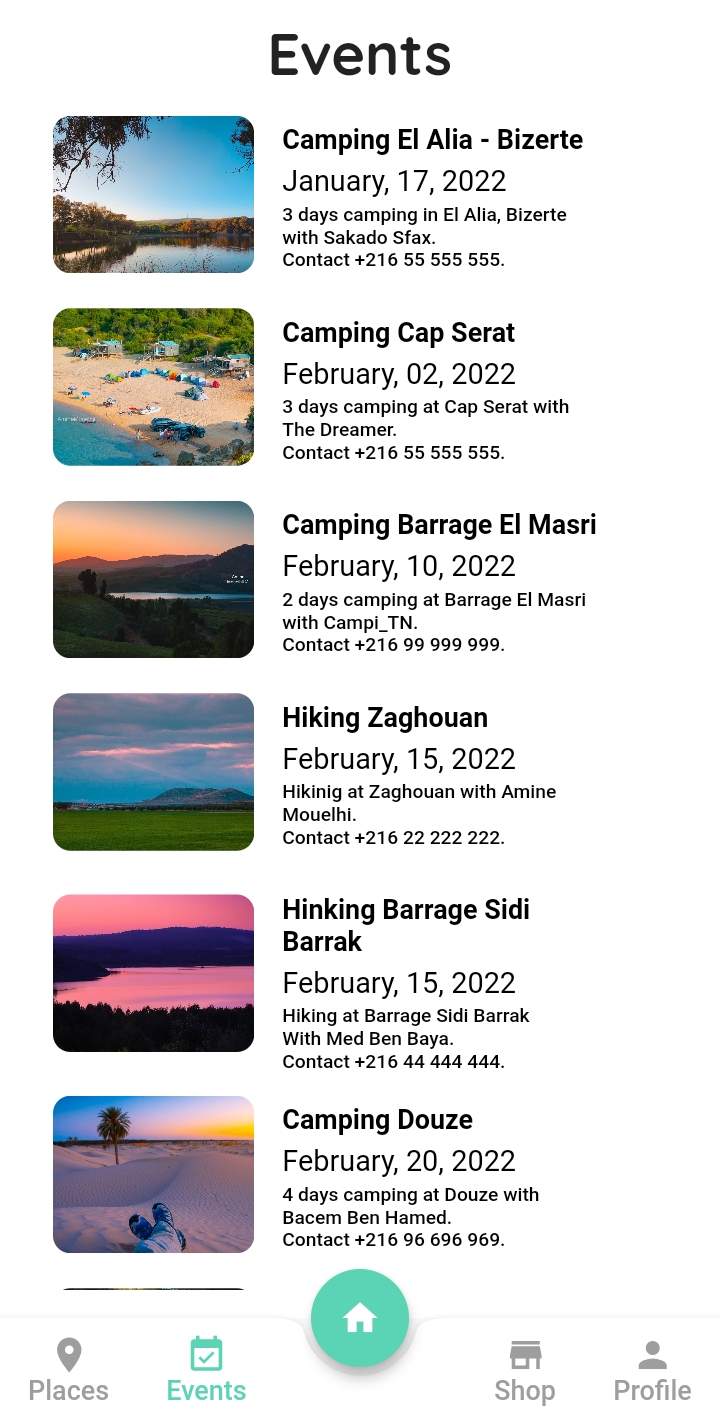 Events
Camping El Alia - Bizerte
January, 17, 2022
3 days camping in El Alia, Bizerte
with Sakado Sfax.
Contact +216 55 555 555.
Camping Cap Serat
February, 02, 2022
3 days camping at Cap Serat with
The Dreamer.
Contact +216 55 555 555.
Camping Barrage El Masri
February, 10, 2022
2 days camping at Barrage El Masri
with Campi_TN.
Contact +216 99 999 999.
Hiking Zaghouan
February, 15, 2022
Hikinig at Zaghouan with Amine
Mouelhi.
Contact +216 22 222 222.
Hinking Barrage Sidi
Barrak
February, 15, 2022
Hiking at Barrage Sidi Barrak
With Med Ben Baya.
Contact +216 44 444 444.
Camping Douze
February, 20, 2022
4 days camping at Douze with
Bacem Ben Hamed.
Contact +216 96 696 969.
Places
Events
Shop
Profile